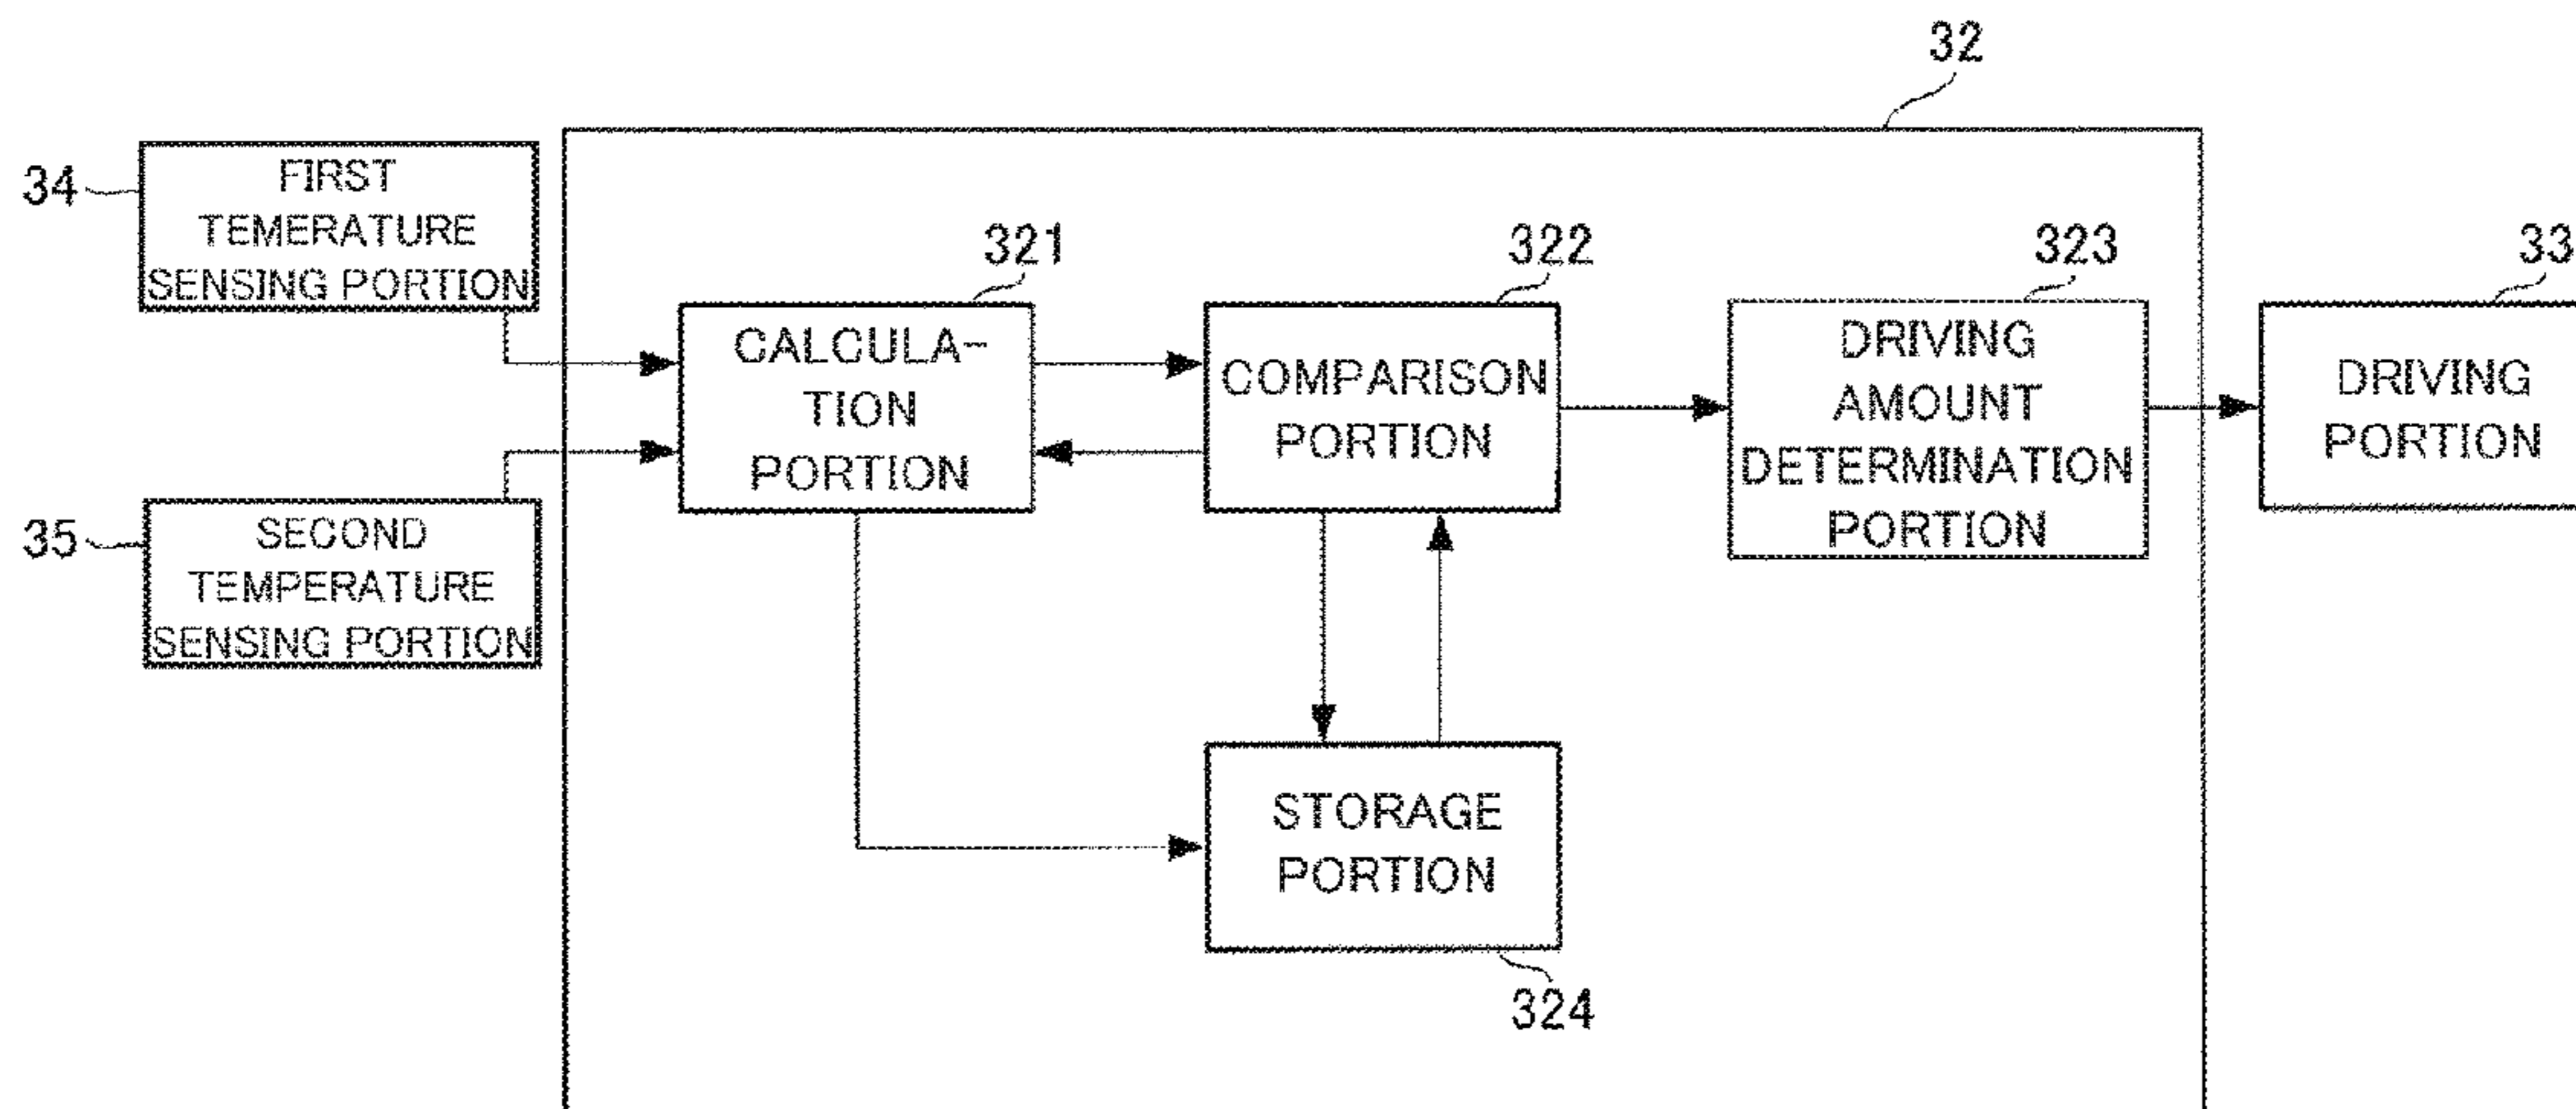 32
34
FIRST
TEMERATURE
SENSING PORTION
321
322
323
33
CALCULA-
TION
PORTION
COMPARISON
PORTION
DRIVING
AMOUNT
DETERMINATION
PORTION
DRIVING
PORTION
35
SECOND
TEMPERATURE
SENSING PORTION
STORAGE
PORTION
324